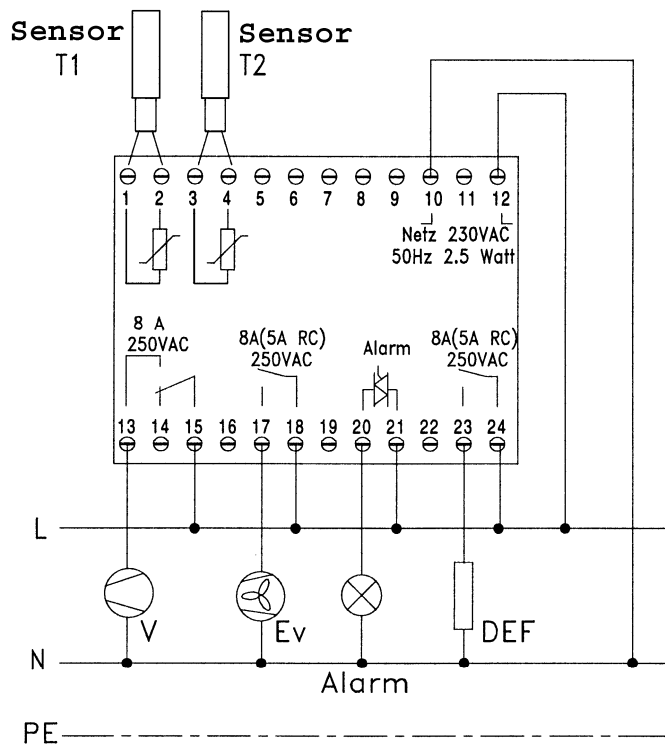 Sensor Sensor
T1 T2
1 2 3 4 5 6 7 8 9 10 11 12
Netz 230VAC
50Hz 2.5 Watt
8 A
250VAC
8A(5A RC)
250VAC
Alarm
8A(5A RC)
250VAC
13 14 15 16 17 18 19 20 21 22 23 24
L
V Ev DEF
N
Alarm
PE